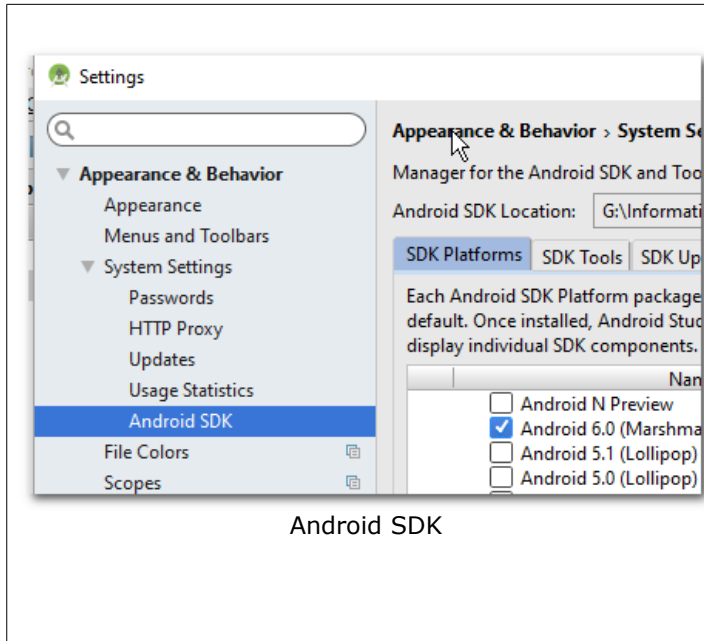 Settings
Appearance & Behavior
Appearance
Menus and Toolbars
System Settings
Passwords
HTTP Proxy
Updates
Usage Statistics
Android SDK
File Colors
Scopes
Appearance & Behavior › System Se
Manager for the Android SDK and Too
Android SDK Location: G:\Informati
SDK Platforms SDK Tools SDK Up
Each Android SDK Platform package
default. Once installed, Android Stud
display individual SDK components.
Nan
Android N Preview
Android 6.0 (Marshma
Android 5.1 (Lollipop)
Android 5.0 (Lollipop)
Android SDK